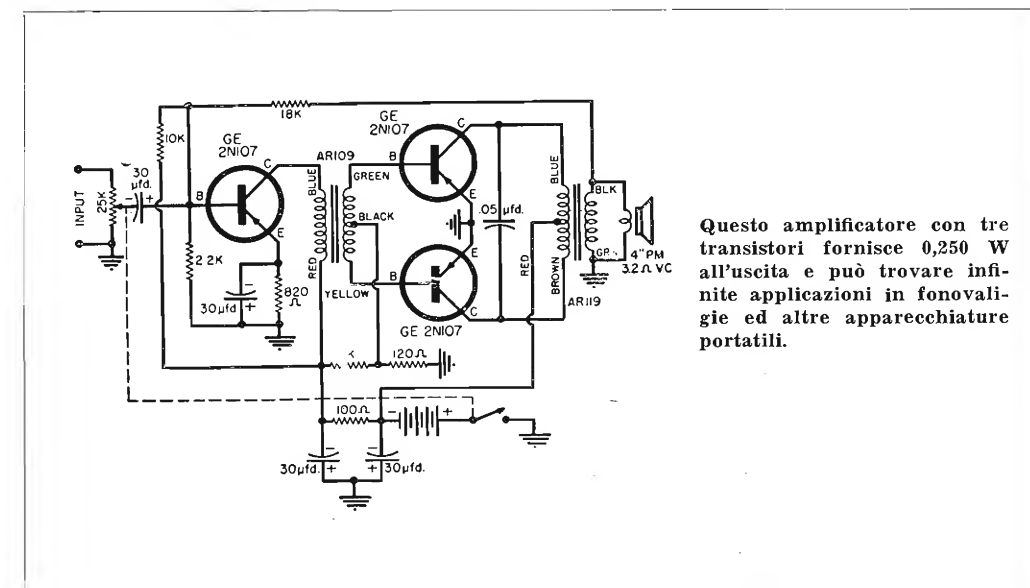 18K
10K
GE
2N107
C
B
E
30
µfd.
- +
INPUT
25K
2.2K
-
30µfd
+
820
Ω
AR109
BLUE
RED
GREEN
BLACK
YELLOW
GE
2N107
C
B
E
.05 µfd.
B
E
C
GE 2N107
BLUE
RED
BROWN
BLK
GR
AR119
4" PM
3.2Ω VC
120Ω
100Ω
- +
-
30µfd. +
-
+ 30µfd.
Questo amplificatore con tre
transistori fornisce 0,250 W
all'uscita e può trovare infi-
nite applicazioni in fonovali-
gie ed altre apparecchiature
portatili.